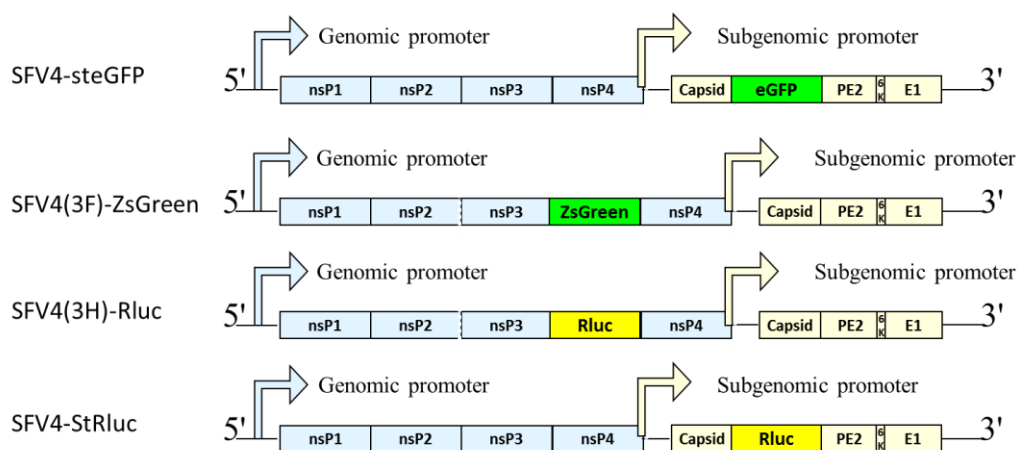 Genomic promoter Subgenomic promoter
SFV4-steGFP 5' nsP1 nsP2 nsP3 nsP4 Capsid eGFP PE2 6K E1 3'
Genomic promoter Subgenomic promoter
SFV4(3F)-ZsGreen 5' nsP1 nsP2 nsP3 ZsGreen nsP4 Capsid PE2 6K E1 3'
Genomic promoter Subgenomic promoter
SFV4(3H)-Rluc 5' nsP1 nsP2 nsP3 Rluc nsP4 Capsid PE2 6K E1 3'
Genomic promoter Subgenomic promoter
SFV4-StRluc 5' nsP1 nsP2 nsP3 nsP4 Capsid Rluc PE2 6K E1 3'